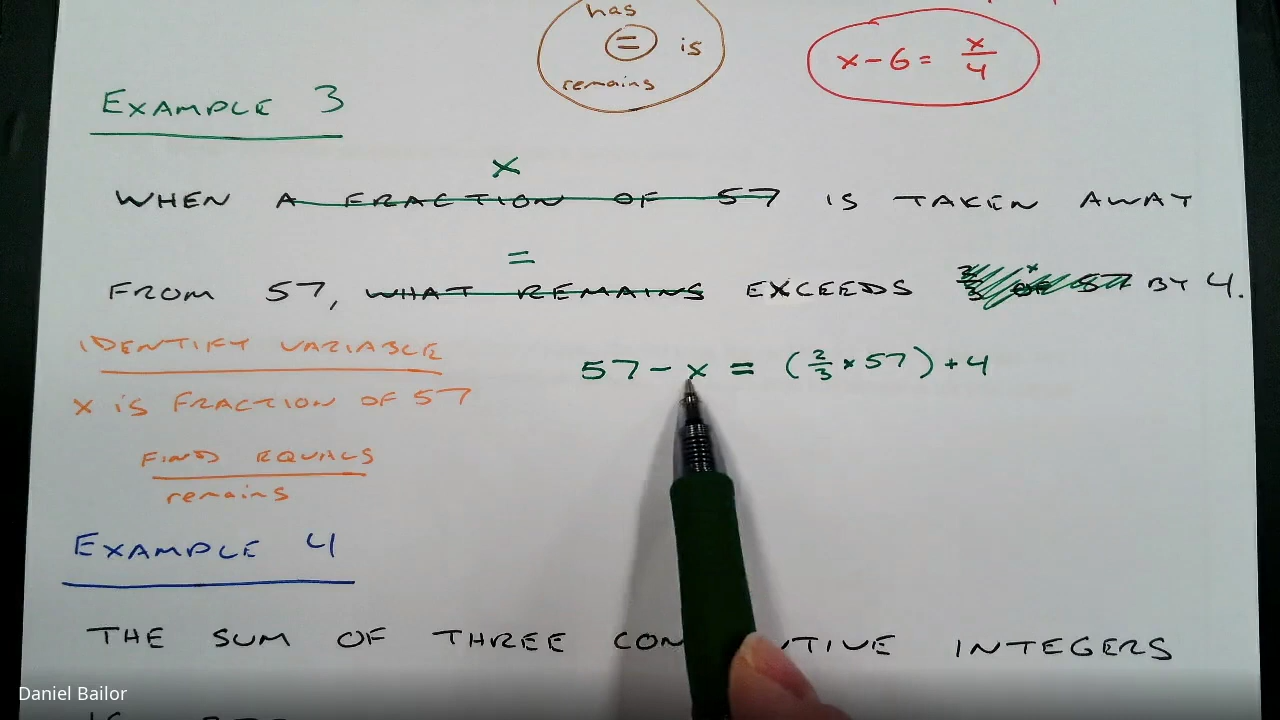 has
= is
remains
x - 6 = x/4
EXAMPLE 3
x
WHEN A FRACTION OF 57 IS TAKEN AWAY
=
FROM 57, WHAT REMAINS EXCEEDS 57 BY 4.
IDENTIFY VARIABLE
57 - x = (2/3 × 57) + 4
x IS FRACTION OF 57
FIND EQUALS
remains
EXAMPLE 4
THE SUM OF THREE INTEGERS
Daniel Bailor